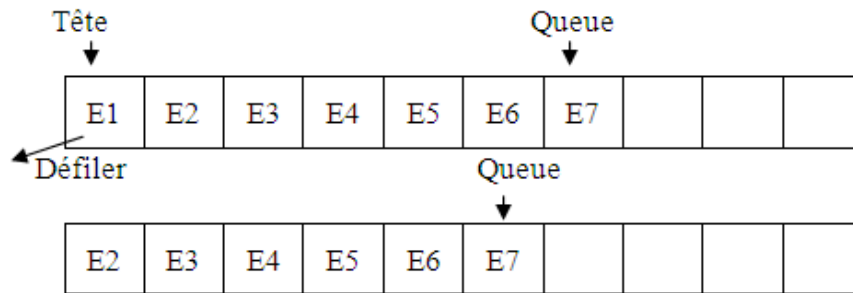 Tête Queue
E1 E2 E3 E4 E5 E6 E7
Défiler Queue
E2 E3 E4 E5 E6 E7